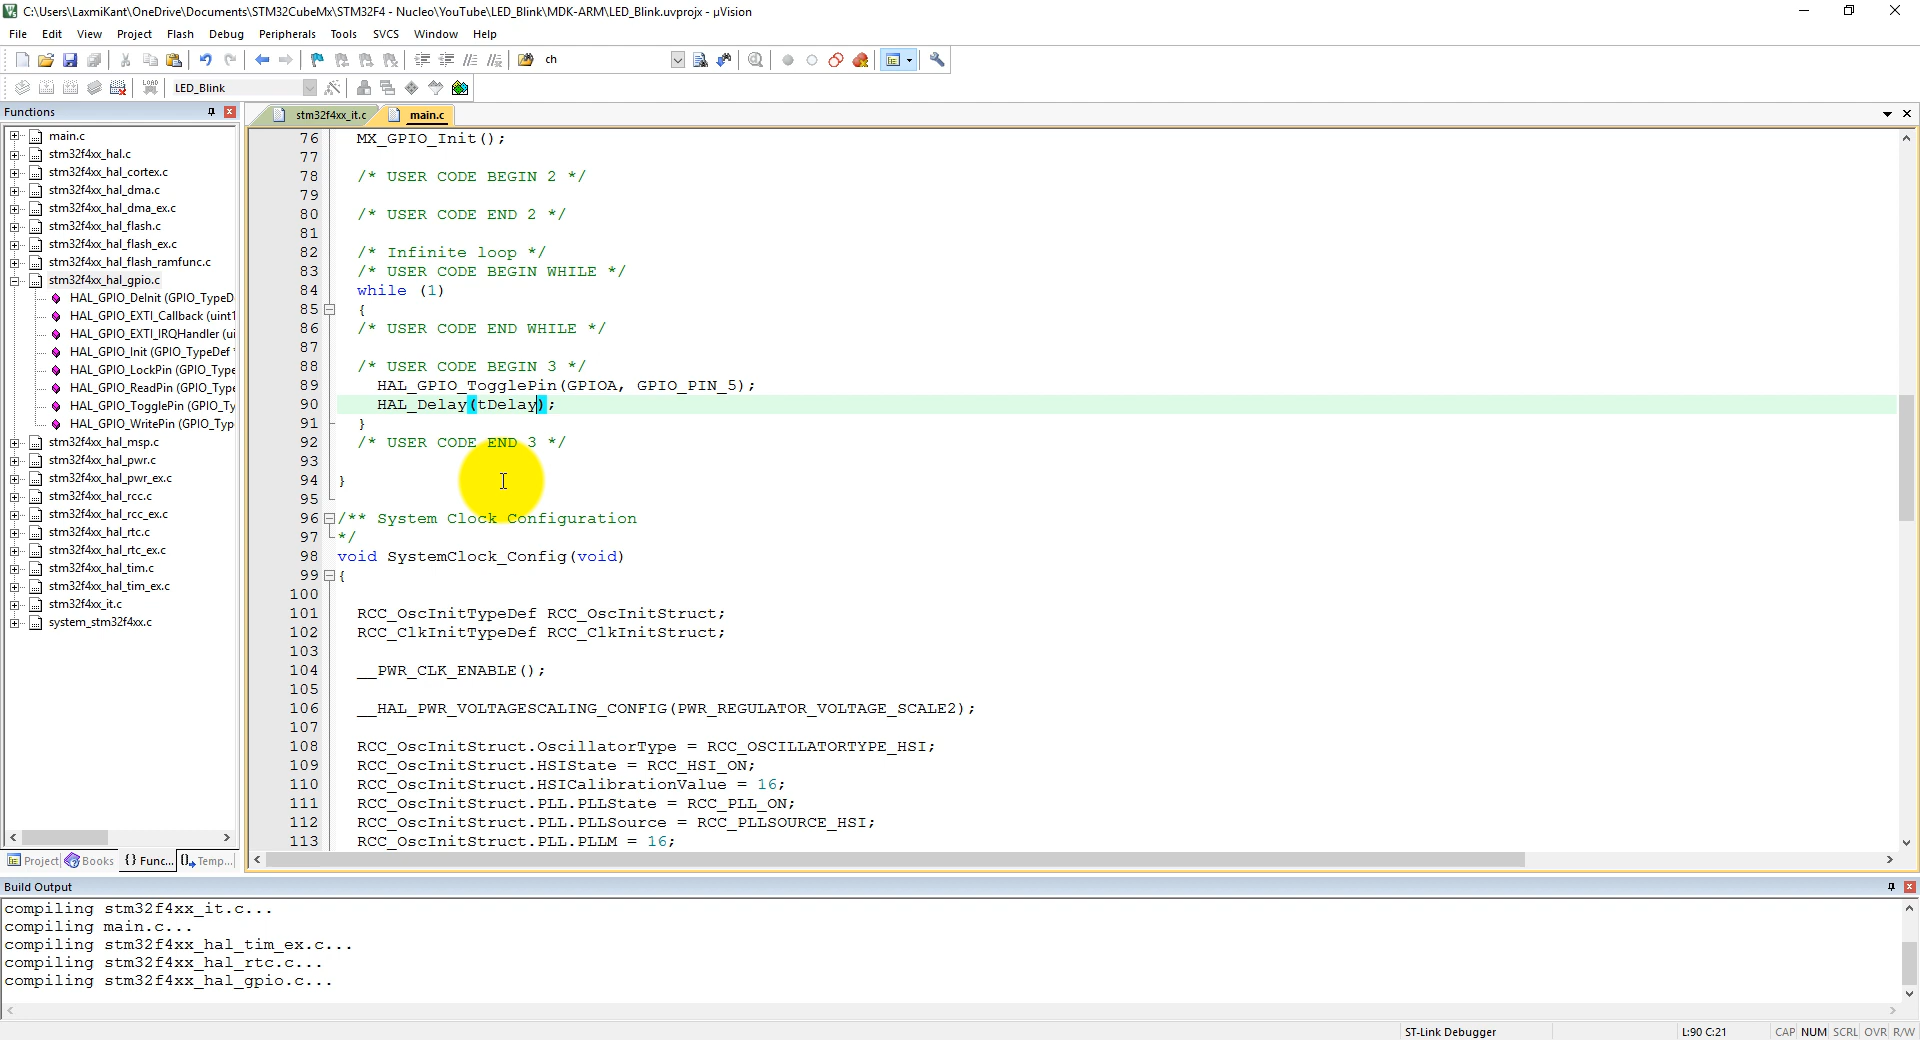 C:\Users\LaxmiKant\OneDrive\Documents\STM32CubeMx\STM32F4 - Nucleo\YouTube\LED_Blink\MDK-ARM\LED_Blink.uvprojx - µVision
File Edit View Project Flash Debug Peripherals Tools SVCS Window Help
ch
LOAD LED_Blink
Functions
main.c
stm32f4xx_hal.c
stm32f4xx_hal_cortex.c
stm32f4xx_hal_dma.c
stm32f4xx_hal_dma_ex.c
stm32f4xx_hal_flash.c
stm32f4xx_hal_flash_ex.c
stm32f4xx_hal_flash_ramfunc.c
stm32f4xx_hal_gpio.c
HAL_GPIO_DeInit (GPIO_TypeD
HAL_GPIO_EXTI_Callback (uint1
HAL_GPIO_EXTI_IRQHandler (ui
HAL_GPIO_Init (GPIO_TypeDef
HAL_GPIO_LockPin (GPIO_Type
HAL_GPIO_ReadPin (GPIO_Type
HAL_GPIO_TogglePin (GPIO_Ty
HAL_GPIO_WritePin (GPIO_Typ
stm32f4xx_hal_msp.c
stm32f4xx_hal_pwr.c
stm32f4xx_hal_pwr_ex.c
stm32f4xx_hal_rcc.c
stm32f4xx_hal_rcc_ex.c
stm32f4xx_hal_rtc.c
stm32f4xx_hal_rtc_ex.c
stm32f4xx_hal_tim.c
stm32f4xx_hal_tim_ex.c
stm32f4xx_it.c
system_stm32f4xx.c
Project Books {} Func... Temp...
stm32f4xx_it.c main.c
76 MX_GPIO_Init();
77
78 /* USER CODE BEGIN 2 */
79
80 /* USER CODE END 2 */
81
82 /* Infinite loop */
83 /* USER CODE BEGIN WHILE */
84 while (1)
85 {
86 /* USER CODE END WHILE */
87
88 /* USER CODE BEGIN 3 */
89 HAL_GPIO_TogglePin(GPIOA, GPIO_PIN_5);
90 HAL_Delay(tDelay);
91 }
92 /* USER CODE END 3 */
93
94 }
95
96 /** System Clock Configuration
97 */
98 void SystemClock_Config(void)
99 {
100
101 RCC_OscInitTypeDef RCC_OscInitStruct;
102 RCC_ClkInitTypeDef RCC_ClkInitStruct;
103
104 __PWR_CLK_ENABLE();
105
106 __HAL_PWR_VOLTAGESCALING_CONFIG(PWR_REGULATOR_VOLTAGE_SCALE2);
107
108 RCC_OscInitStruct.OscillatorType = RCC_OSCILLATORTYPE_HSI;
109 RCC_OscInitStruct.HSIState = RCC_HSI_ON;
110 RCC_OscInitStruct.HSICalibrationValue = 16;
111 RCC_OscInitStruct.PLL.PLLState = RCC_PLL_ON;
112 RCC_OscInitStruct.PLL.PLLSource = RCC_PLLSOURCE_HSI;
113 RCC_OscInitStruct.PLL.PLLM = 16;
Build Output
compiling stm32f4xx_it.c...
compiling main.c...
compiling stm32f4xx_hal_tim_ex.c...
compiling stm32f4xx_hal_rtc.c...
compiling stm32f4xx_hal_gpio.c...
ST-Link Debugger L:90 C:21 CAP NUM SCRL OVR R/W